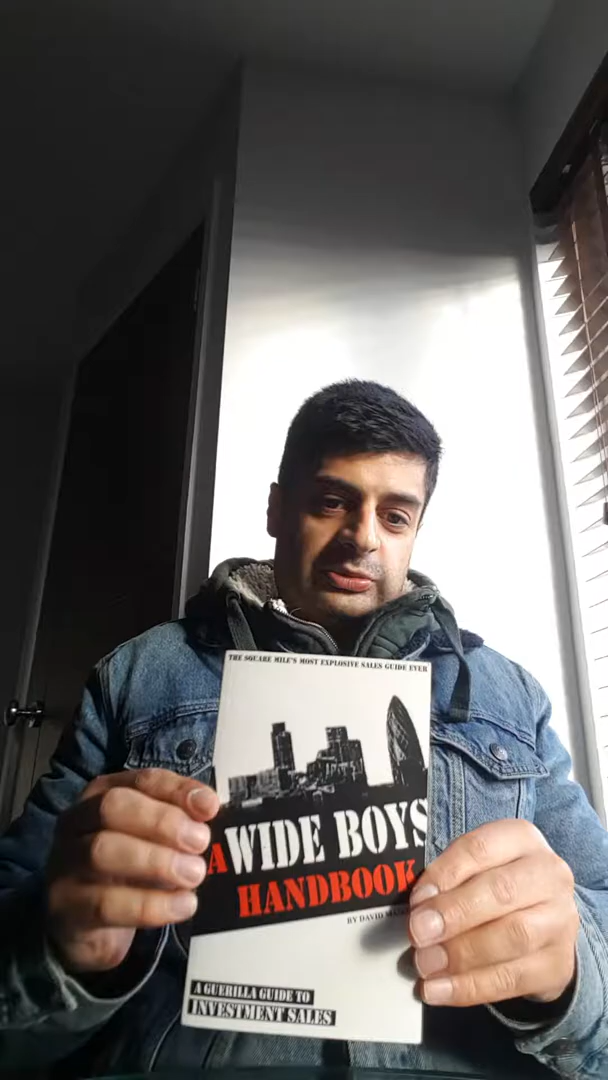 THE SQUARE MILE'S MOST EXPLOSIVE SALES GUIDE EVER
A WIDE BOYS
HANDBOOK
BY DAVID
A GUERILLA GUIDE TO
INVESTMENT SALES